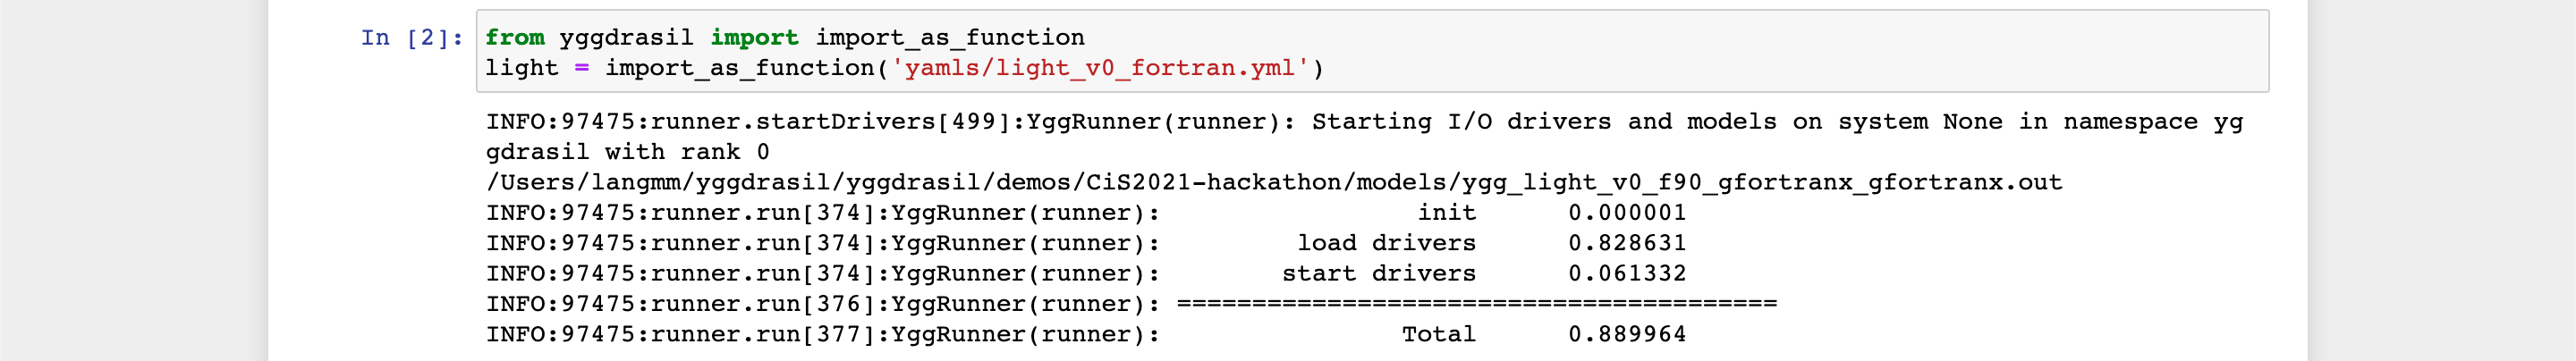 In [2]: from yggdrasil import import_as_function
light = import_as_function('yamls/light_v0_fortran.yml')
INFO:97475:runner.startDrivers[499]:YggRunner(runner): Starting I/O drivers and models on system None in namespace yg
gdrasil with rank 0
/Users/langmm/yggdrasil/yggdrasil/demos/CiS2021-hackathon/models/ygg_light_v0_f90_gfortranx_gfortranx.out
INFO:97475:runner.run[374]:YggRunner(runner):                 init      0.000001
INFO:97475:runner.run[374]:YggRunner(runner):         load drivers      0.828631
INFO:97475:runner.run[374]:YggRunner(runner):        start drivers      0.061332
INFO:97475:runner.run[376]:YggRunner(runner): ========================================
INFO:97475:runner.run[377]:YggRunner(runner):                Total      0.889964